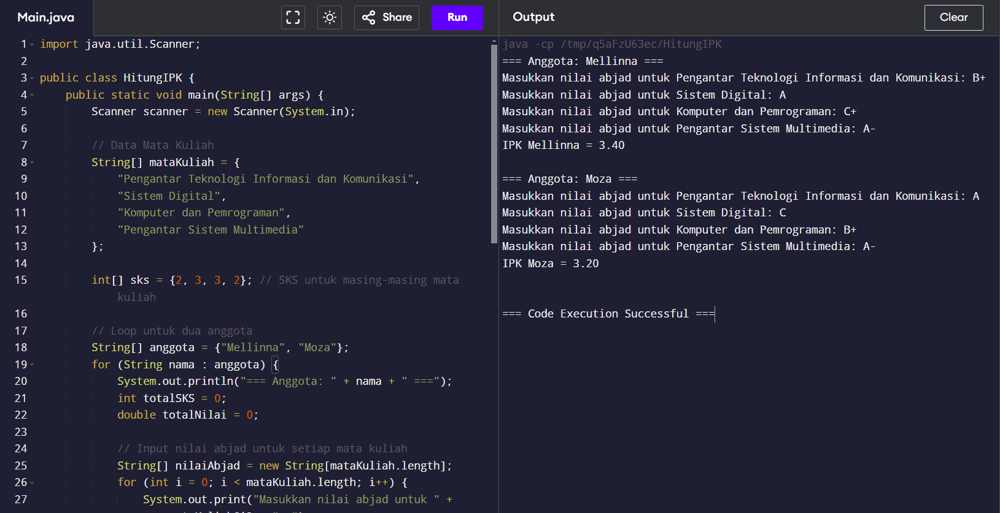 Main.java
Share
Run
Output
Clear
1 import java.util.Scanner;
2
3 public class HitungIPK {
4 public static void main(String[] args) {
5 Scanner scanner = new Scanner(System.in);
6
7 // Data Mata Kuliah
8 String[] mataKuliah = {
9 "Pengantar Teknologi Informasi dan Komunikasi",
10 "Sistem Digital",
11 "Komputer dan Pemrograman",
12 "Pengantar Sistem Multimedia"
13 };
14
15 int[] sks = {2, 3, 3, 2}; // SKS untuk masing-masing mata
kuliah
16
17 // Loop untuk dua anggota
18 String[] anggota = {"Mellinna", "Moza"};
19 for (String nama : anggota) {
20 System.out.println("=== Anggota: " + nama + " ===");
21 int totalSKS = 0;
22 double totalNilai = 0;
23
24 // Input nilai abjad untuk setiap mata kuliah
25 String[] nilaiAbjad = new String[mataKuliah.length];
26 for (int i = 0; i < mataKuliah.length; i++) {
27 System.out.print("Masukkan nilai abjad untuk " +
java -cp /tmp/q5aFzU63ec/HitungIPK
=== Anggota: Mellinna ===
Masukkan nilai abjad untuk Pengantar Teknologi Informasi dan Komunikasi: B+
Masukkan nilai abjad untuk Sistem Digital: A
Masukkan nilai abjad untuk Komputer dan Pemrograman: C+
Masukkan nilai abjad untuk Pengantar Sistem Multimedia: A-
IPK Mellinna = 3.40
=== Anggota: Moza ===
Masukkan nilai abjad untuk Pengantar Teknologi Informasi dan Komunikasi: A
Masukkan nilai abjad untuk Sistem Digital: C
Masukkan nilai abjad untuk Komputer dan Pemrograman: B+
Masukkan nilai abjad untuk Pengantar Sistem Multimedia: A-
IPK Moza = 3.20
=== Code Execution Successful ===